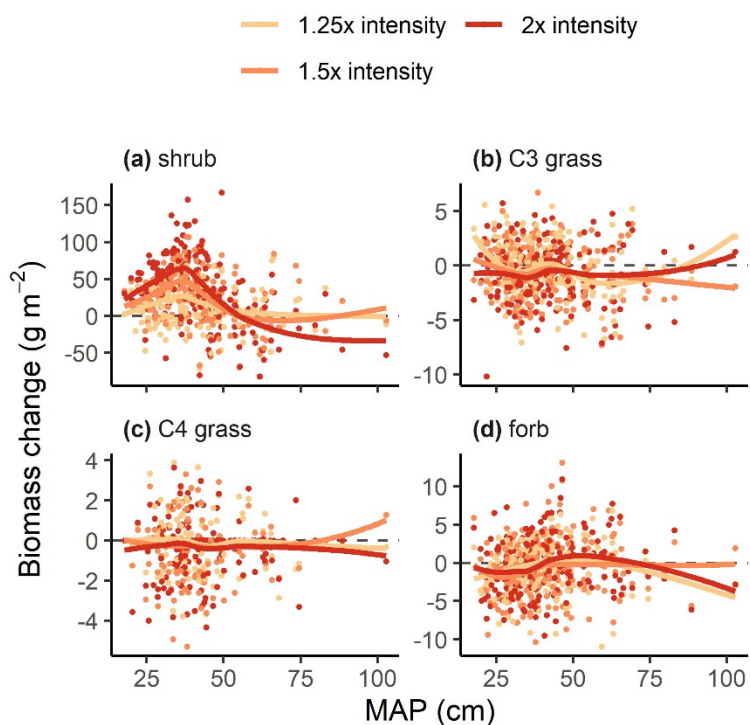 1.25x intensity 2x intensity
1.5x intensity
(a) shrub (b) C3 grass
150
100
50
0
-50
5
0
-5
-10
(c) C4 grass (d) forb
4
2
0
-2
-4
10
5
0
-5
-10
25 50 75 100 25 50 75 100
Biomass change (g m⁻²)
MAP (cm)